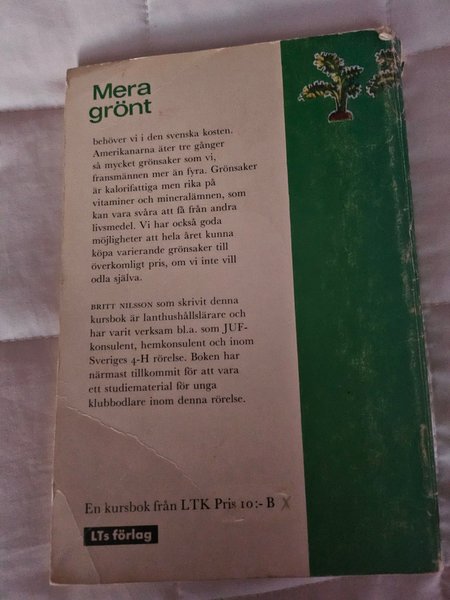 Mera
grönt
behöver vi i den svenska kosten.
Amerikanarna äter tre gånger
så mycket grönsaker som vi,
fransmännen mer än fyra. Grönsaker
är kalorifattiga men rika på
vitaminer och mineralämnen, som
kan vara svåra att få från andra
livsmedel. Vi har också goda
möjligheter att hela året kunna
köpa varierande grönsaker till
överkomligt pris, om vi inte vill
odla själva.
BRITT NILSSON som skrivit denna
kursbok är lanthushållslärare och
har varit verksam bl.a. som JUF-
konsulent, hemkonsulent och inom
Sveriges 4-H rörelse. Boken har
närmast tillkommit för att vara
ett studiematerial för unga
klubbodlare inom denna rörelse.
En kursbok från LTK Pris 10:- B X
LTs förlag